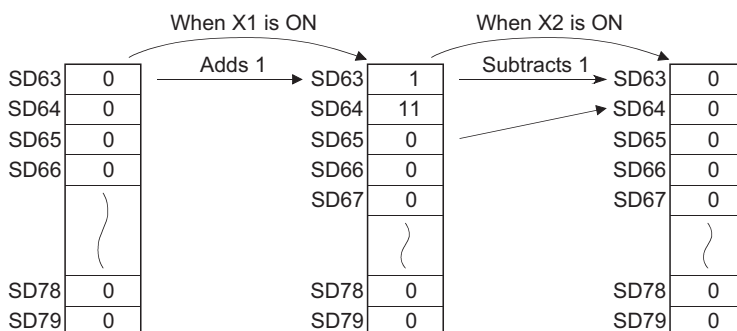 When X1 is ON When X2 is ON
SD63 0 Adds 1 SD63 1 Subtracts 1 SD63 0
SD64 0 SD64 11 SD64 0
SD65 0 SD65 0 SD65 0
SD66 0 SD66 0 SD66 0
SD67 0 SD67 0
SD78 0 SD78 0 SD78 0
SD79 0 SD79 0 SD79 0